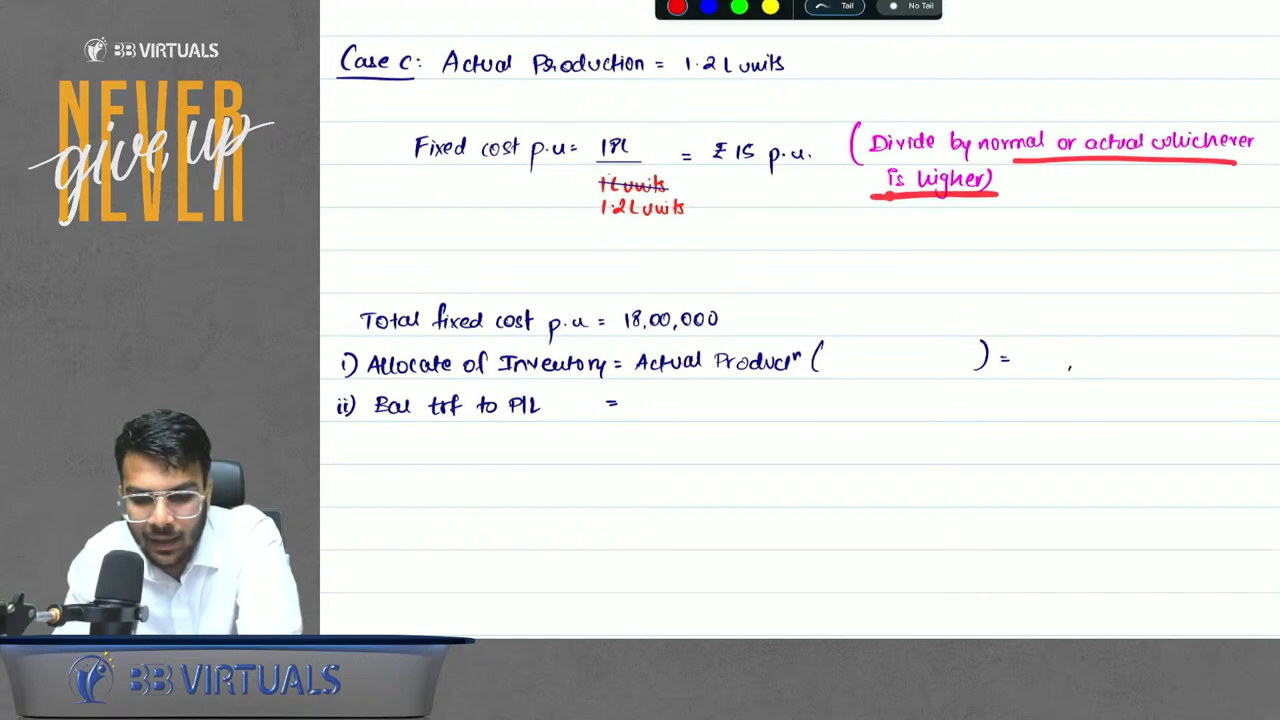 Tail
No Tail
BB VIRTUALS
NEVER
give up
NEVER
Case c: Actual Production = 1.2 L units
Fixed cost p.u = 18L = ₹ 15 p.u. (Divide by normal or actual whichever
1 L units
is higher)
1.2 L units
Total fixed cost p.u = 18,00,000
i) Allocate of Inventory = Actual Productn ( ) = ,
ii) Bal trf to P/L =
BB VIRTUALS